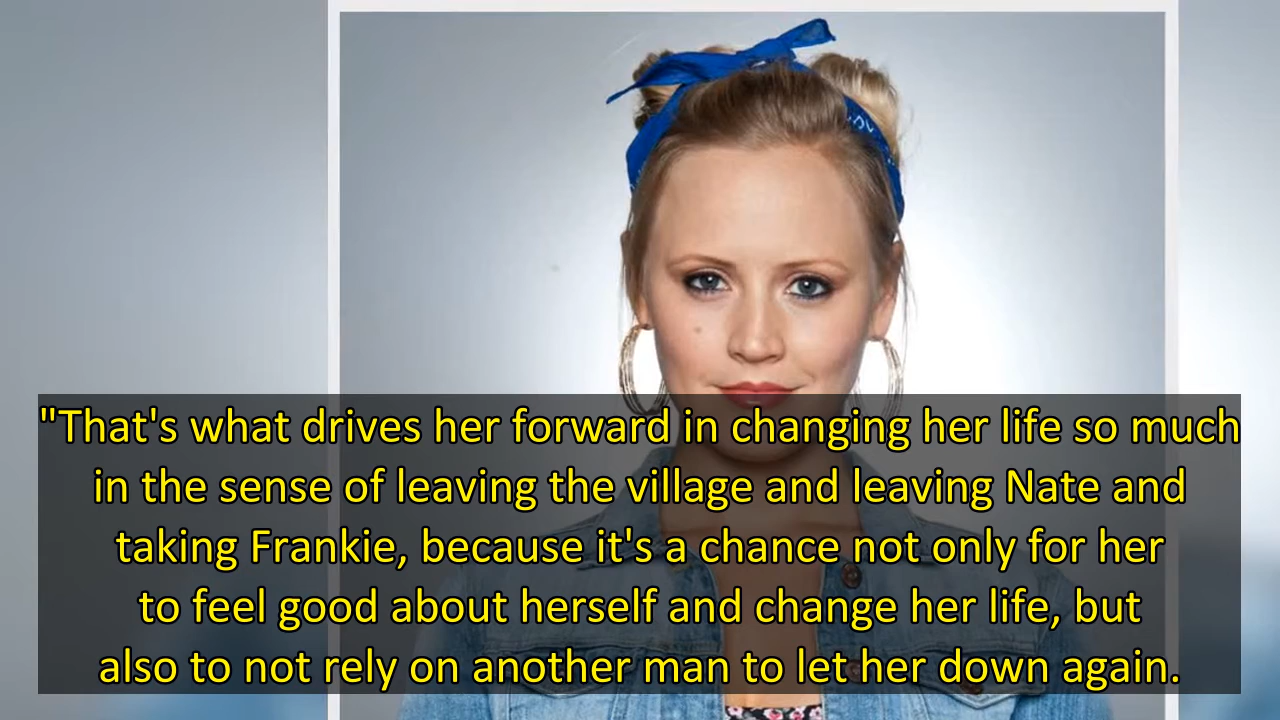 "That's what drives her forward in changing her life so much
in the sense of leaving the village and leaving Nate and
taking Frankie, because it's a chance not only for her
to feel good about herself and change her life, but
also to not rely on another man to let her down again.